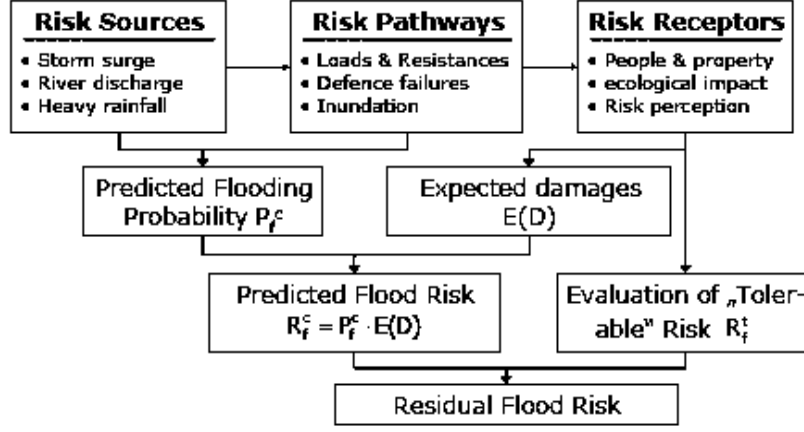 Risk Sources
• Storm surge
• River discharge
• Heavy rainfall
Risk Pathways
• Loads & Resistances
• Defence failures
• Inundation
Risk Receptors
• People & property
• ecological impact
• Risk perception
Predicted Flooding
Probability P_f^c
Expected damages
E(D)
Predicted Flood Risk
R_f^c = P_f^c · E(D)
Evaluation of „Toler-
able“ Risk R_f^t
Residual Flood Risk